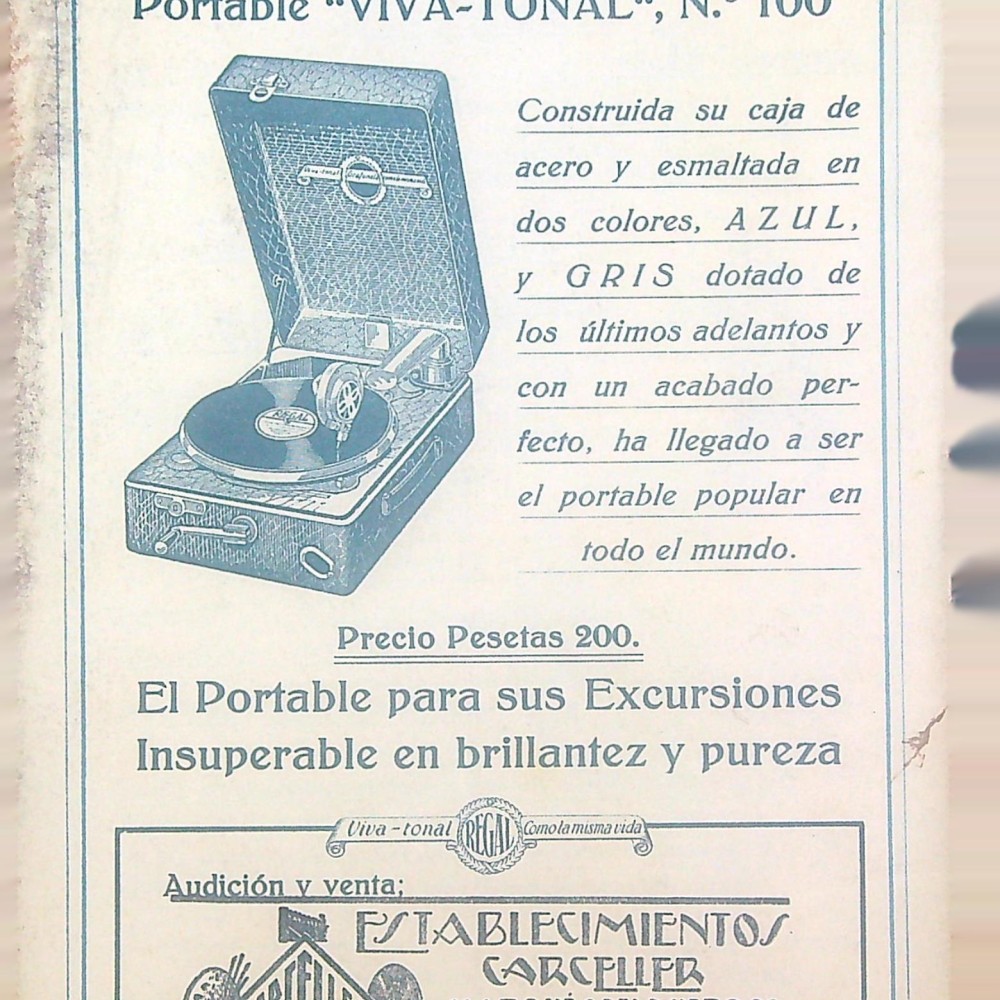 Portable "VIVA-TONAL", N.º 100
Construida su caja de
acero y esmaltada en
dos colores, AZUL,
y GRIS dotado de
los últimos adelantos y
con un acabado per-
fecto, ha llegado a ser
el portable popular en
todo el mundo.
REGAL
Precio Pesetas 200.
El Portable para sus Excursiones
Insuperable en brillantez y pureza
Viva-tonal REGAL Como la misma vida
Audición y venta;
ESTABLECIMIENTOS
CARCELLER